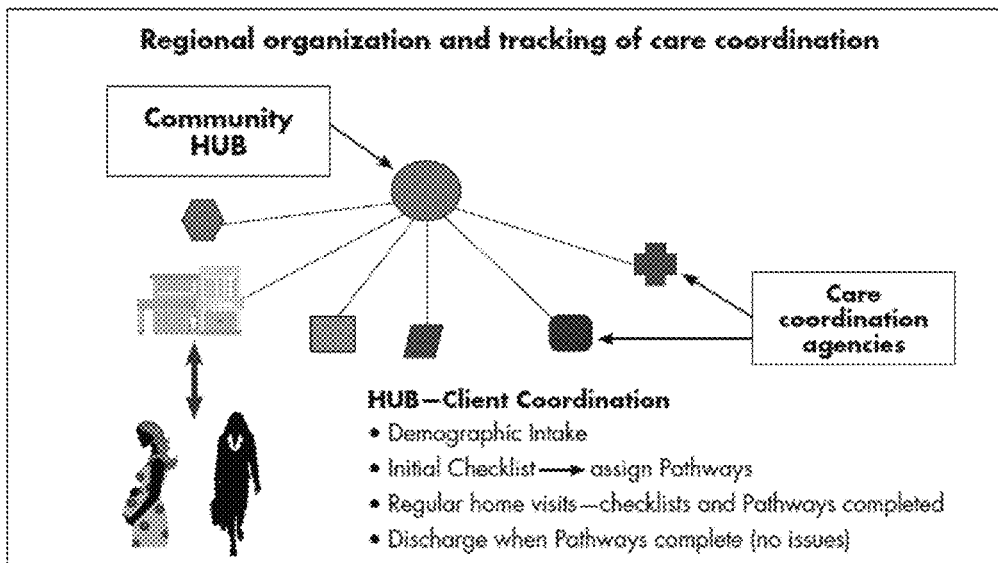 Regional organization and tracking of care coordination
Community
HUB
Care
coordination
agencies
HUB—Client Coordination
• Demographic Intake
• Initial Checklist → assign Pathways
• Regular home visits—checklists and Pathways completed
• Discharge when Pathways complete (no issues)